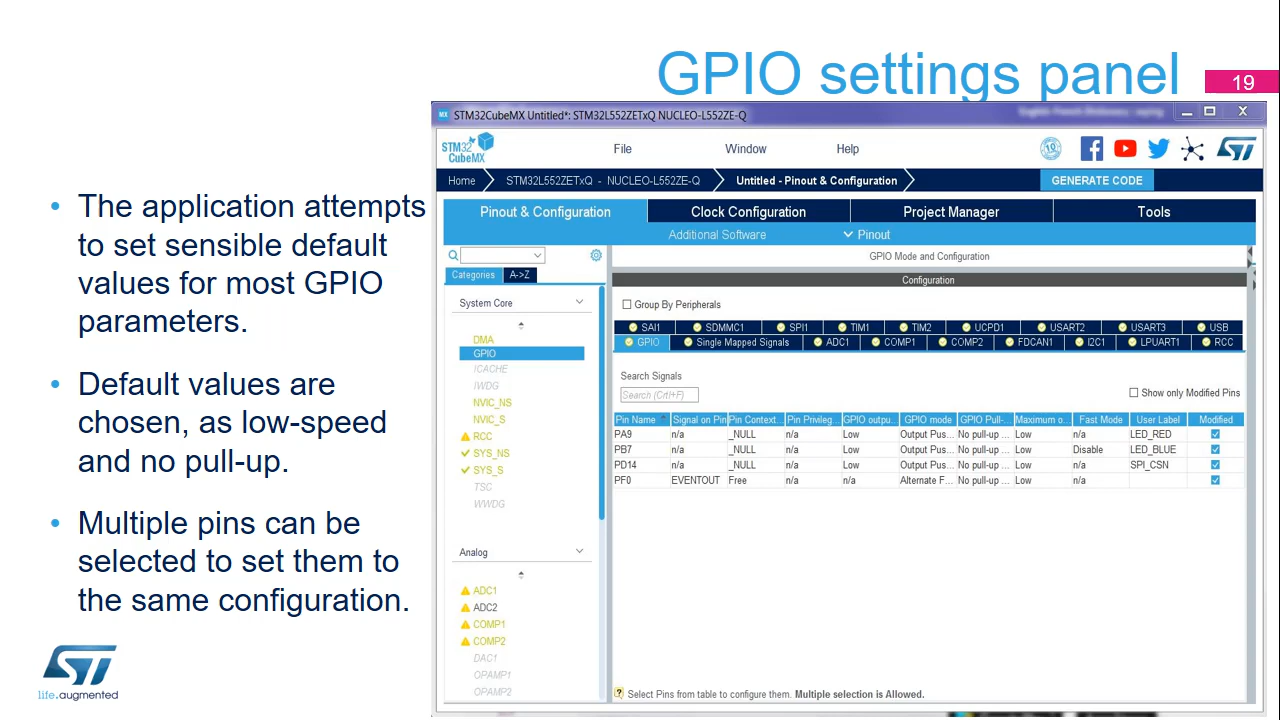 GPIO settings panel
19
• The application attempts
to set sensible default
values for most GPIO
parameters.
• Default values are
chosen, as low-speed
and no pull-up.
• Multiple pins can be
selected to set them to
the same configuration.
life.augmented
MX STM32CubeMX Untitled*: STM32L552ZETxQ NUCLEO-L552ZE-Q
STM32
CubeMX
File Window Help
Home STM32L552ZETxQ - NUCLEO-L552ZE-Q Untitled - Pinout & Configuration GENERATE CODE
Pinout & Configuration Clock Configuration Project Manager Tools
Additional Software Pinout
Categories A->Z
System Core
DMA
GPIO
ICACHE
IWDG
NVIC_NS
NVIC_S
RCC
SYS_NS
SYS_S
TSC
WWDG
Analog
ADC1
ADC2
COMP1
COMP2
DAC1
OPAMP1
OPAMP2
GPIO Mode and Configuration
Configuration
Group By Peripherals
SAI1 SDMMC1 SPI1 TIM1 TIM2 UCPD1 USART2 USART3 USB
GPIO Single Mapped Signals ADC1 COMP1 COMP2 FDCAN1 I2C1 LPUART1 RCC
Search Signals
Search (Crtl+F) Show only Modified Pins
Pin Name Signal on Pin Pin Context... Pin Privileg... GPIO outpu... GPIO mode GPIO Pull-... Maximum o... Fast Mode User Label Modified
PA9 n/a _NULL n/a Low Output Pus... No pull-up ... Low n/a LED_RED
PB7 n/a _NULL n/a Low Output Pus... No pull-up ... Low Disable LED_BLUE
PD14 n/a _NULL n/a Low Output Pus... No pull-up ... Low n/a SPI_CSN
PF0 EVENTOUT Free n/a n/a Alternate F... No pull-up ... Low n/a
Select Pins from table to configure them. Multiple selection is Allowed.